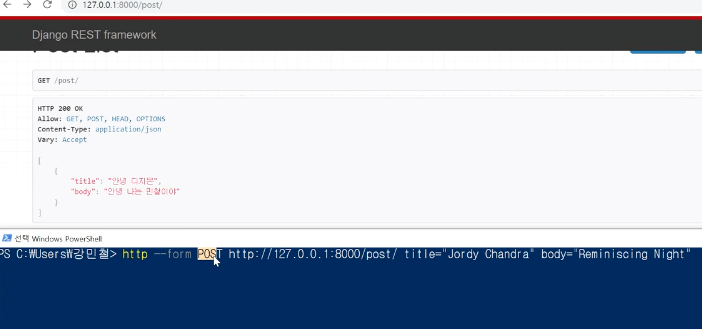 127.0.0.1:8000/post/
Django REST framework
Post List
GET /post/
HTTP 200 OK
Allow: GET, POST, HEAD, OPTIONS
Content-Type: application/json
Vary: Accept
[
{
"title": "안녕 디지몬",
"body": "안녕 나는 민철이야"
}
]
선택 Windows PowerShell
PS C:\Users\강민철> http --form POST http://127.0.0.1:8000/post/ title="Jordy Chandra" body="Reminiscing Night"